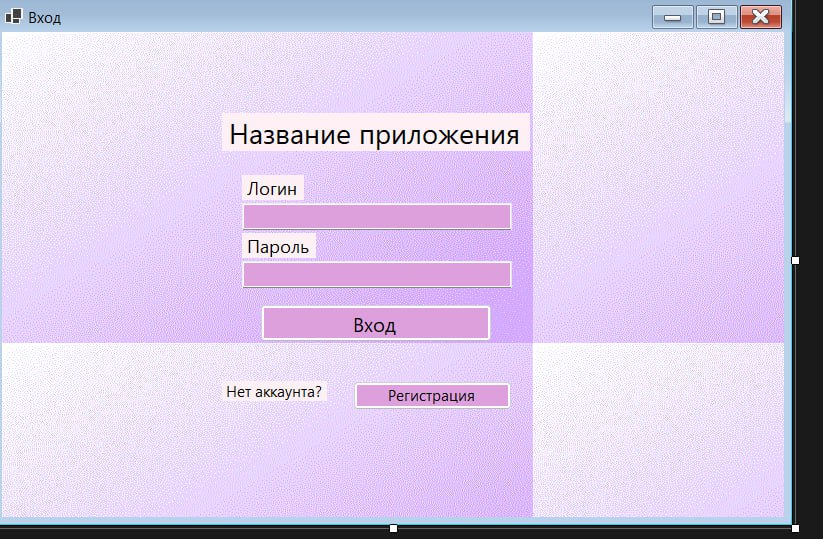 Вход
Название приложения
Логин
Пароль
Вход
Нет аккаунта? Регистрация